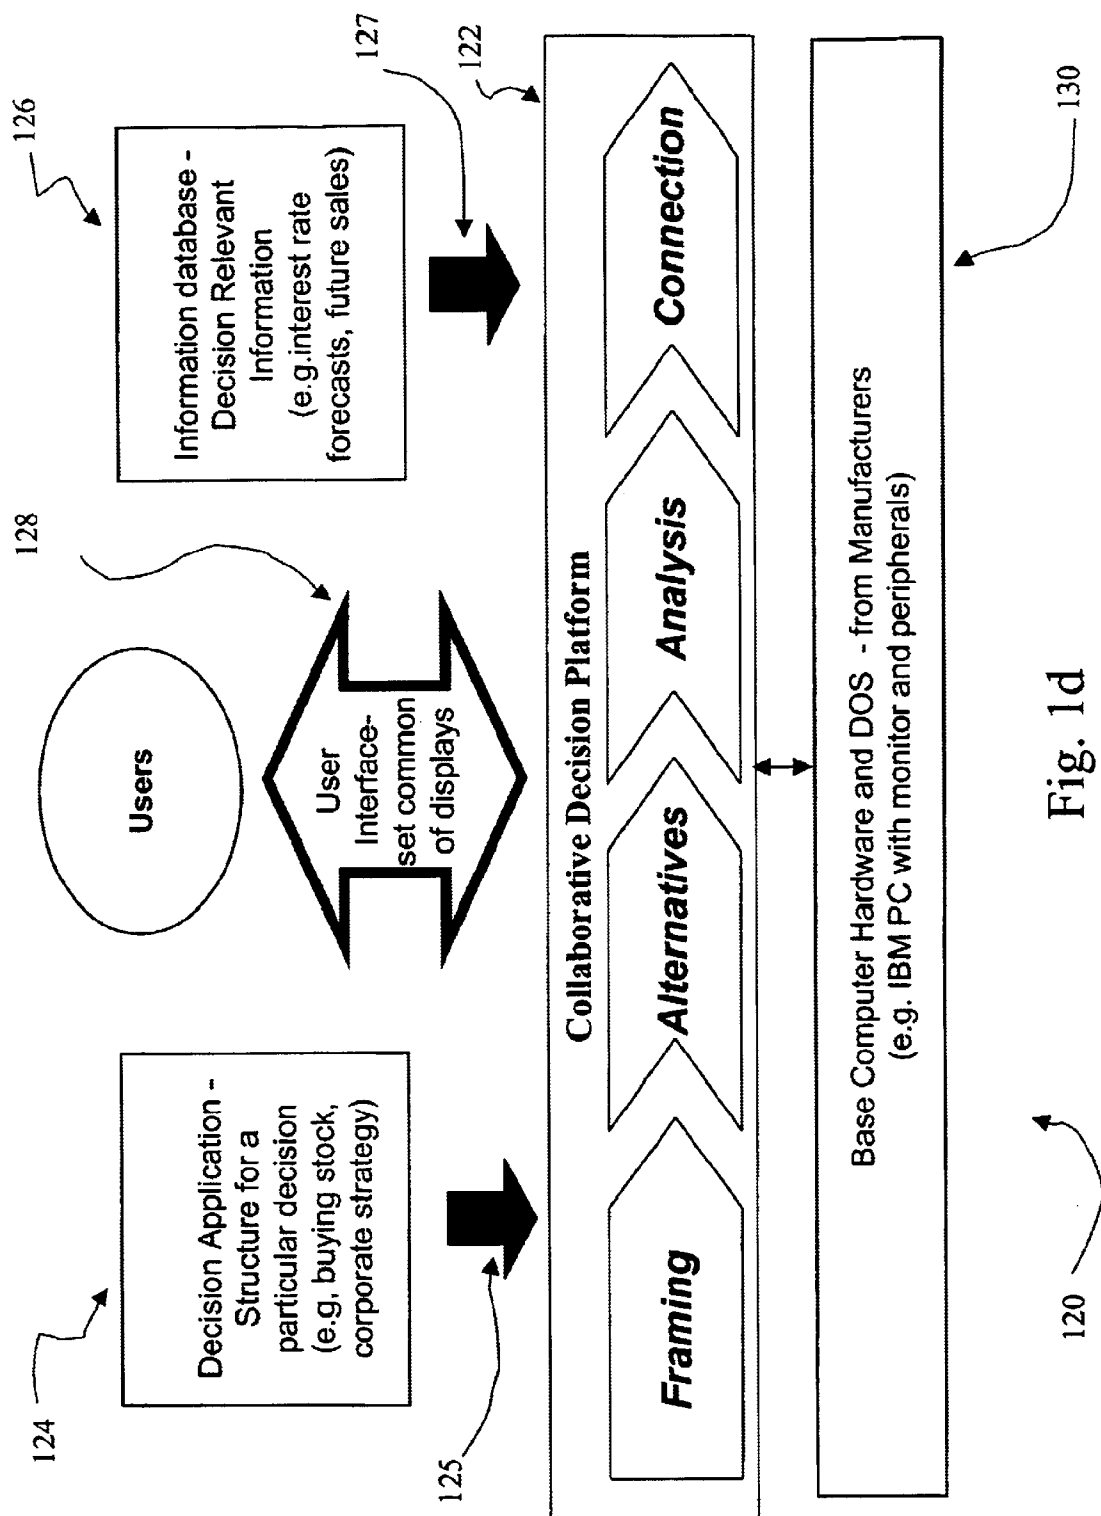 124
Decision Application -
Structure for a
particular decision
(e.g, buying stock,
corporate strategy)
125
Users
User
Interface-
set common
of displays
128
126
Information database -
Decision Relevant
Information
(e.g.interest rate
forecasts, future sales)
127
122
Collaborative Decision Platform
Framing
Alternatives
Analysis
Connection
Base Computer Hardware and DOS - from Manufacturers
(e.g. IBM PC with monitor and peripherals)
130
120
Fig. 1d